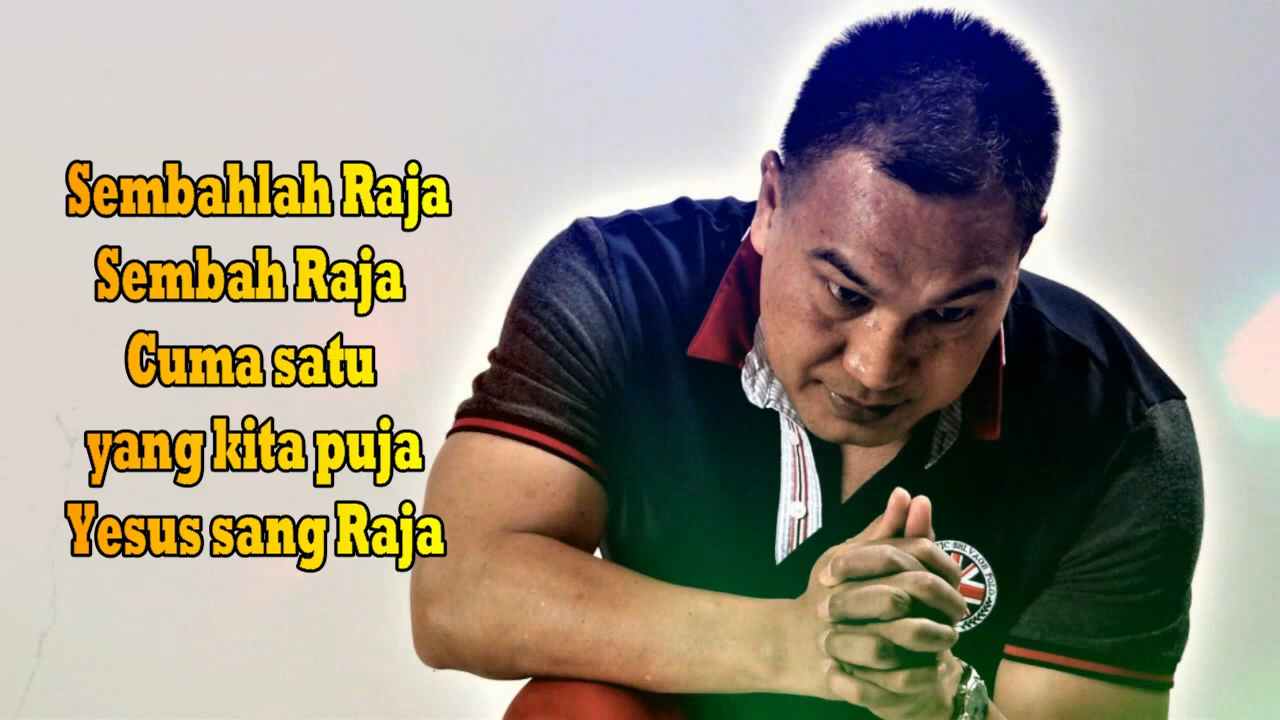 Sembahlah Raja
Sembah Raja
Cuma satu
yang kita puja
Yesus sang Raja